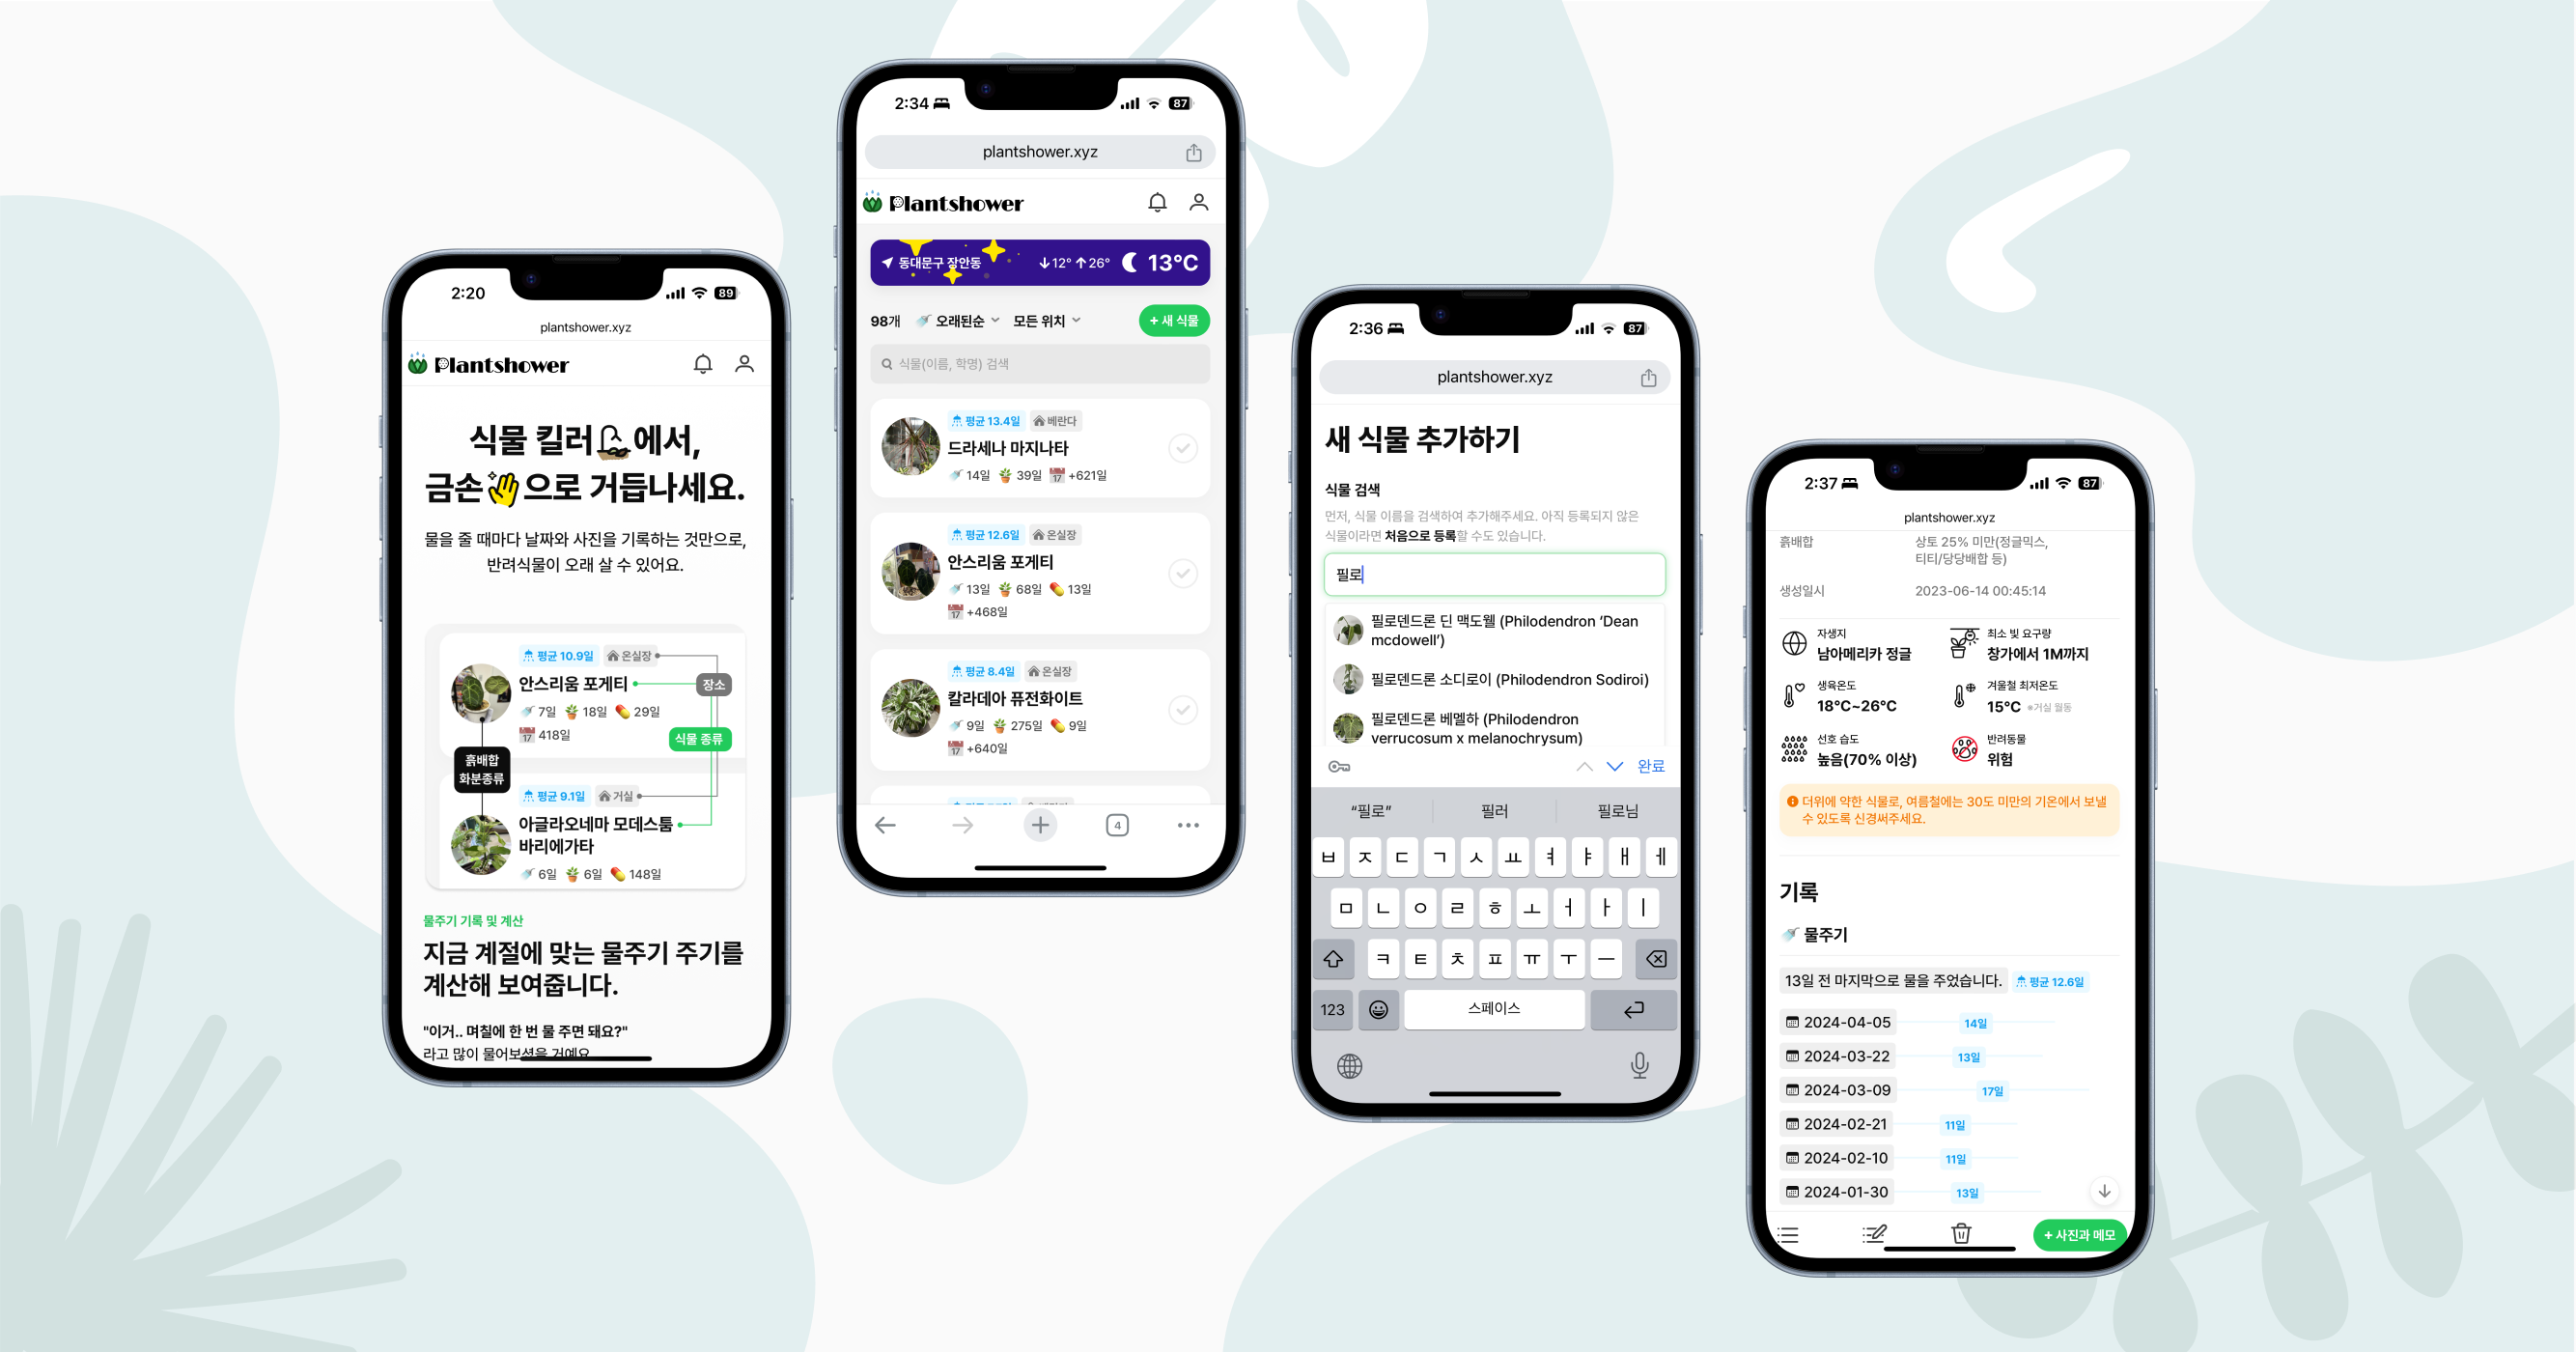 2:20
89
plantshower.xyz
Plantshower
식물 킬러에서,
금손으로 거듭나세요.
물을 줄 때마다 날짜와 사진을 기록하는 것만으로,
반려식물이 오래 살 수 있어요.
평균 10.9일 온실장
안스리움 포게티
장소
7일 18일 29일
17 418일
식물 종류
흙배합
화분종류
평균 9.1일 거실
아글라오네마 모데스툼
바리에가타
6일 6일 148일
물주기 기록 및 계산
지금 계절에 맞는 물주기 주기를
계산해 보여줍니다.
"이거.. 며칠에 한 번 물 주면 돼요?"
라고 많이 물어보셨을 거예요
2:34
87
plantshower.xyz
Plantshower
동대문구 장안동 ↓12° ↑26° 13°C
98개 오래된순 모든 위치 + 새 식물
식물(이름, 학명) 검색
평균 13.4일 베란다
드라세나 마지나타
14일 39일 17 +621일
평균 12.6일 온실장
안스리움 포게티
13일 68일 13일
17 +468일
평균 8.4일 온실장
칼라데아 퓨전화이트
9일 275일 9일
17 +640일
4
2:36
87
plantshower.xyz
새 식물 추가하기
식물 검색
먼저, 식물 이름을 검색하여 추가해주세요. 아직 등록되지 않은
식물이라면 처음으로 등록할 수도 있습니다.
필로
필로덴드론 딘 맥도웰 (Philodendron ‘Dean
mcdowell’)
필로덴드론 소디로이 (Philodendron Sodiroi)
필로덴드론 베멜하 (Philodendron
verrucosum x melanochrysum)
완료
“필로” 필러 필로님
ㅂ ㅈ ㄷ ㄱ ㅅ ㅛ ㅕ ㅑ ㅐ ㅔ
ㅁ ㄴ ㅇ ㄹ ㅎ ㅗ ㅓ ㅏ ㅣ
ㅋ ㅌ ㅊ ㅍ ㅠ ㅜ ㅡ
123 스페이스
2:37
87
plantshower.xyz
흙배합 상토 25% 미만(정글믹스,
티티/당당배합 등)
생성일시 2023-06-14 00:45:14
자생지
남아메리카 정글
최소 빛 요구량
창가에서 1M까지
생육온도
18°C~26°C
겨울철 최저온도
15°C *거실 월동
선호 습도
높음(70% 이상)
반려동물
위험
더위에 약한 식물로, 여름철에는 30도 미만의 기온에서 보낼
수 있도록 신경써주세요.
기록
물주기
13일 전 마지막으로 물을 주었습니다. 평균 12.6일
2024-04-05 14일
2024-03-22 13일
2024-03-09 17일
2024-02-21 11일
2024-02-10 11일
2024-01-30 13일
+ 사진과 메모